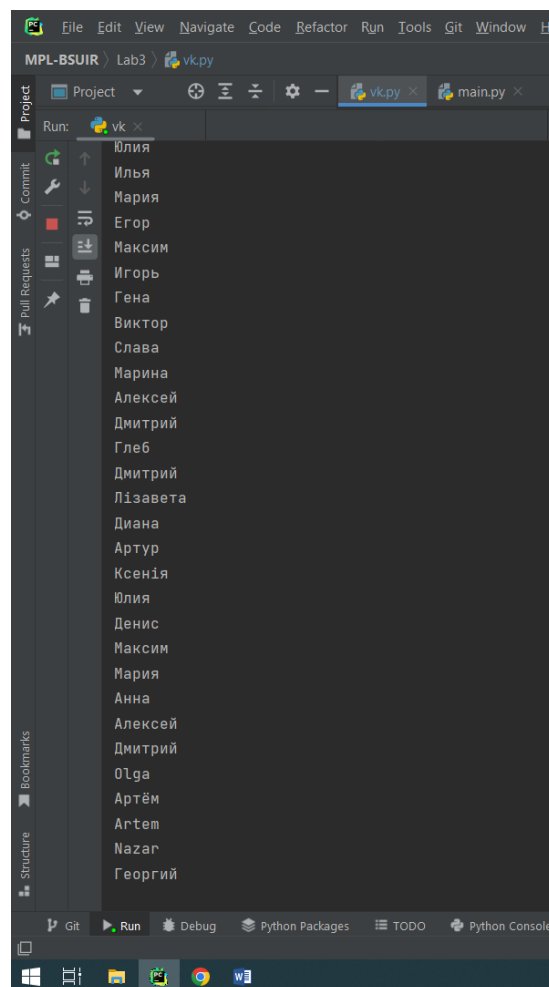 File Edit View Navigate Code Refactor Run Tools Git Window
MPL-BSUIR Lab3 vk.py
Project vk.py main.py
Run: vk
Юлия
Илья
Мария
Егор
Максим
Игорь
Гена
Виктор
Слава
Марина
Алексей
Дмитрий
Глеб
Дмитрий
Лізавета
Диана
Артур
Ксенія
Юлия
Денис
Максим
Мария
Анна
Алексей
Дмитрий
Olga
Артём
Artem
Nazar
Георгий
Project
Commit
Pull Requests
Bookmarks
Structure
Git Run Debug Python Packages TODO Python Console